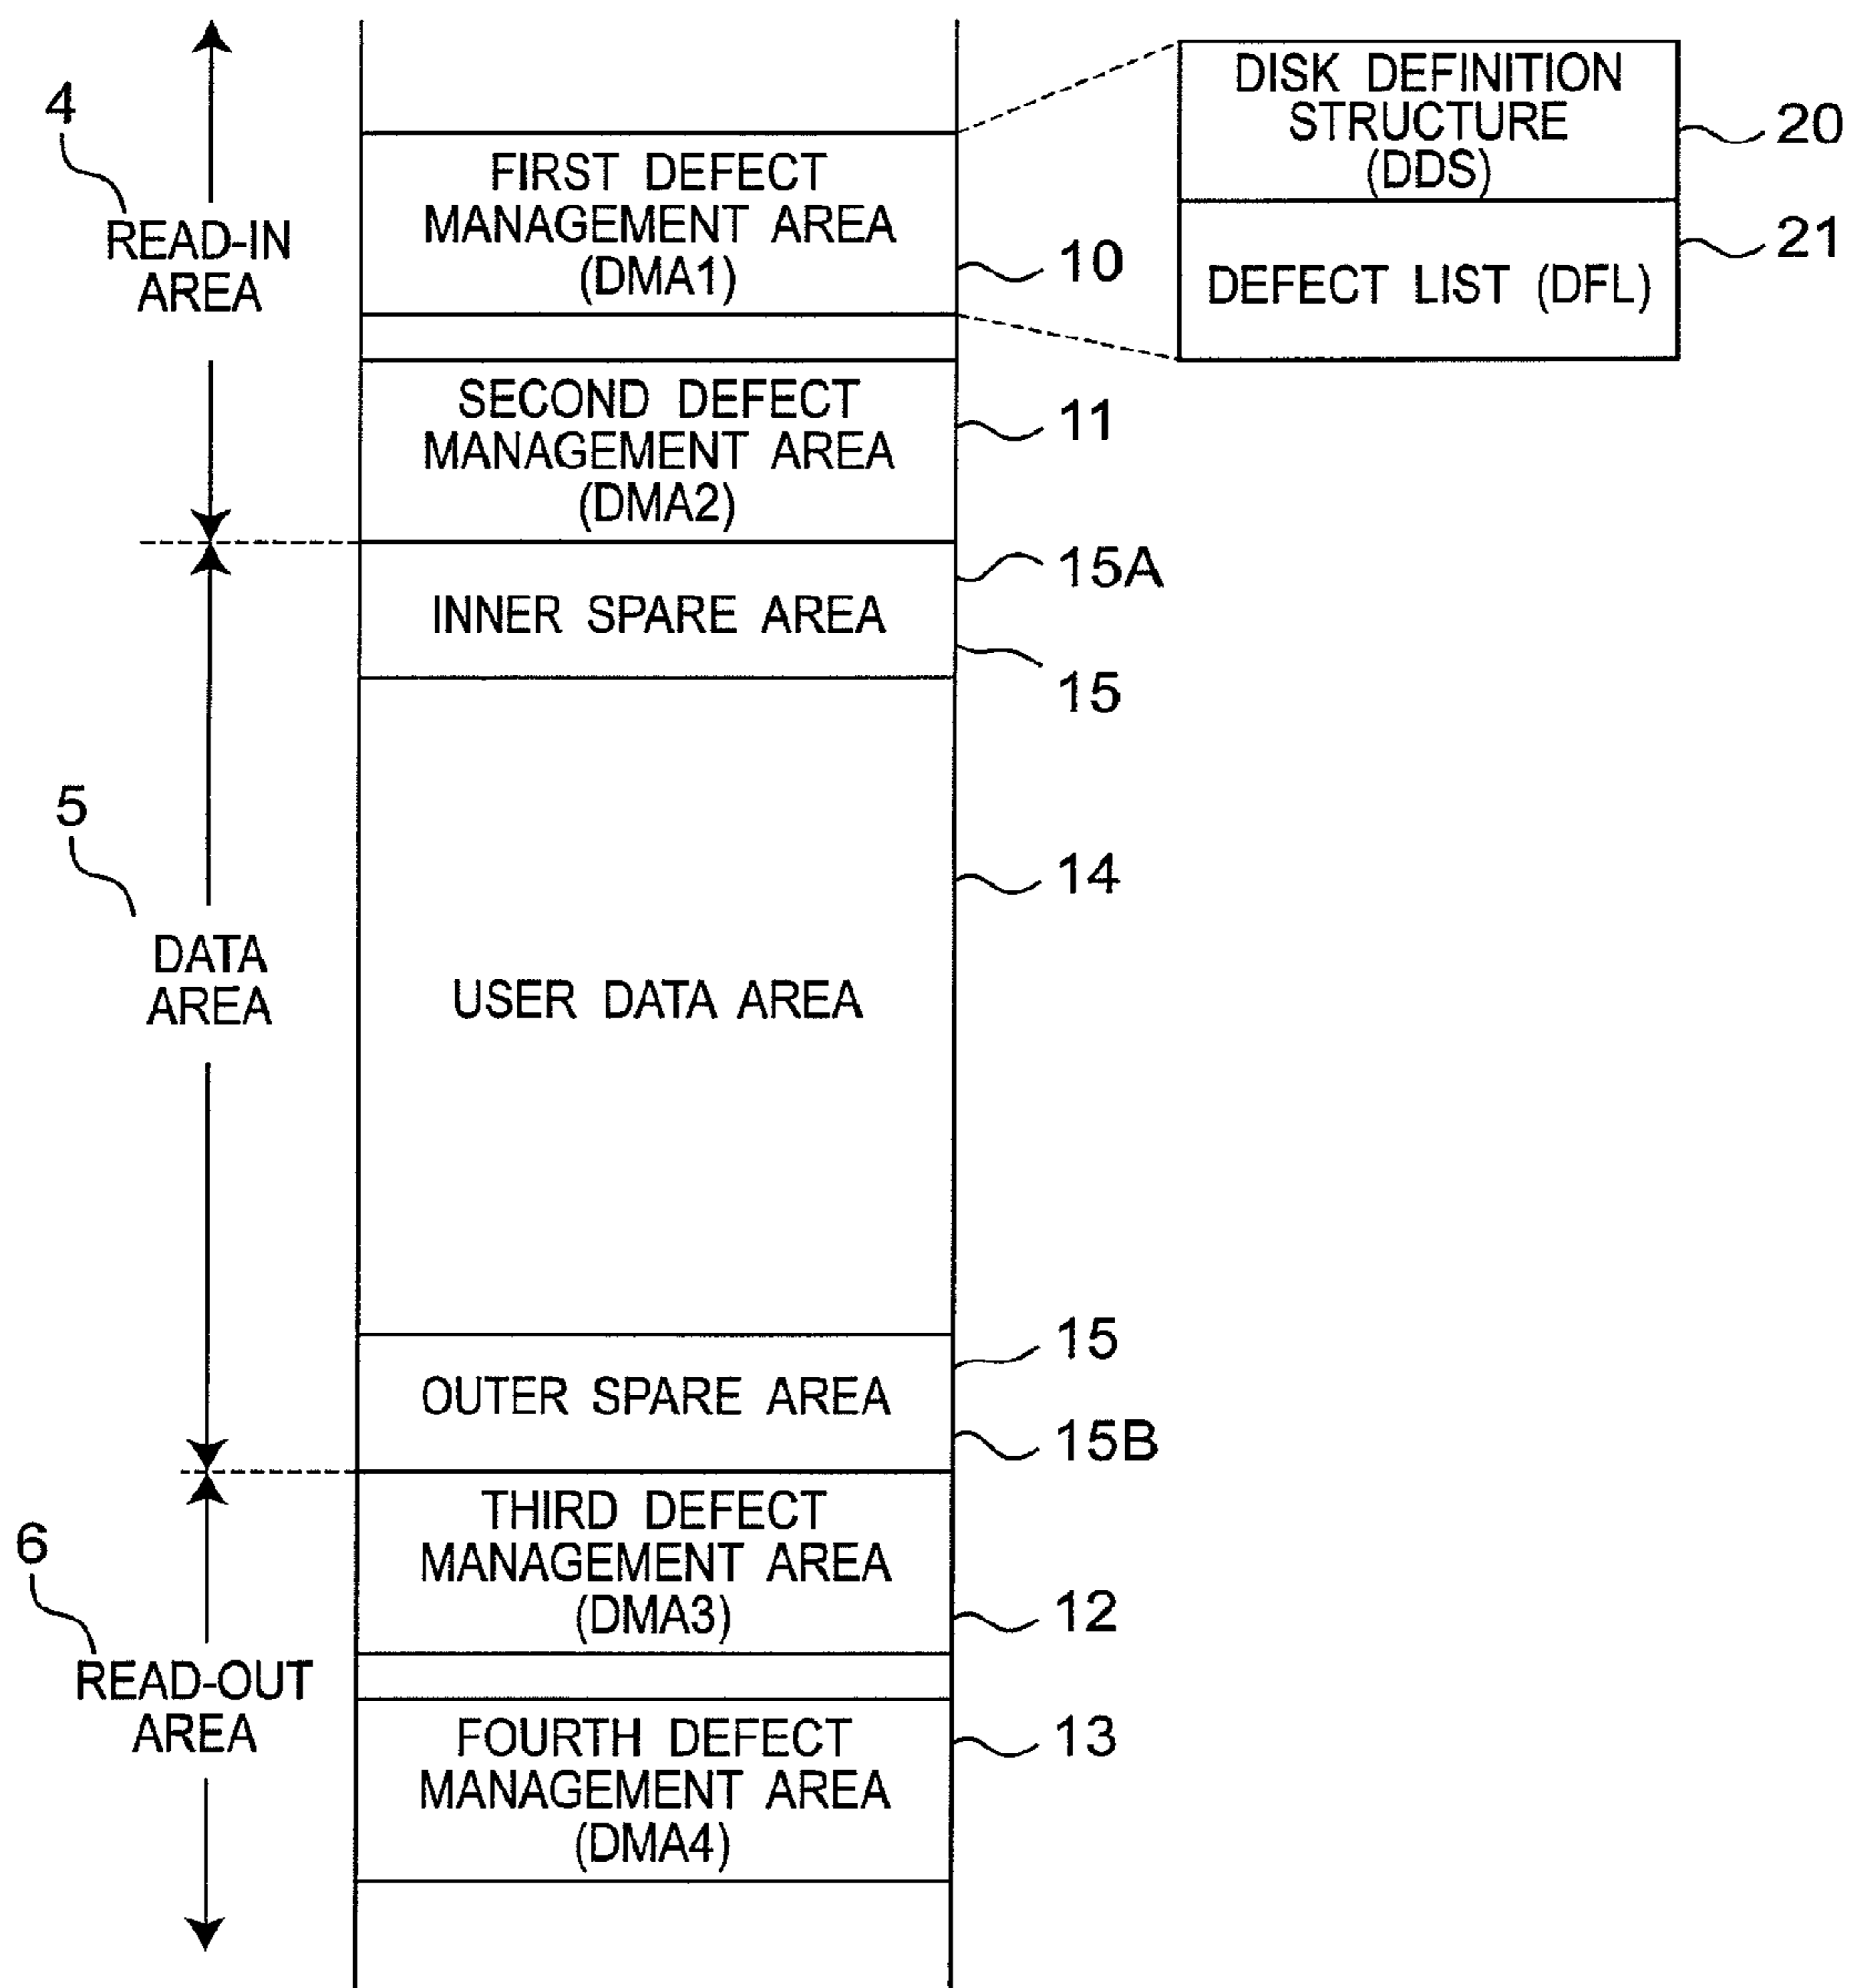 4
READ-IN
AREA
FIRST DEFECT
MANAGEMENT AREA
(DMA1)
10
DISK DEFINITION
STRUCTURE
(DDS)
20
DEFECT LIST (DFL)
21
SECOND DEFECT
MANAGEMENT AREA
(DMA2)
11
5
DATA
AREA
INNER SPARE AREA
15A
15
USER DATA AREA
14
OUTER SPARE AREA
15
15B
6
READ-OUT
AREA
THIRD DEFECT
MANAGEMENT AREA
(DMA3)
12
FOURTH DEFECT
MANAGEMENT AREA
(DMA4)
13